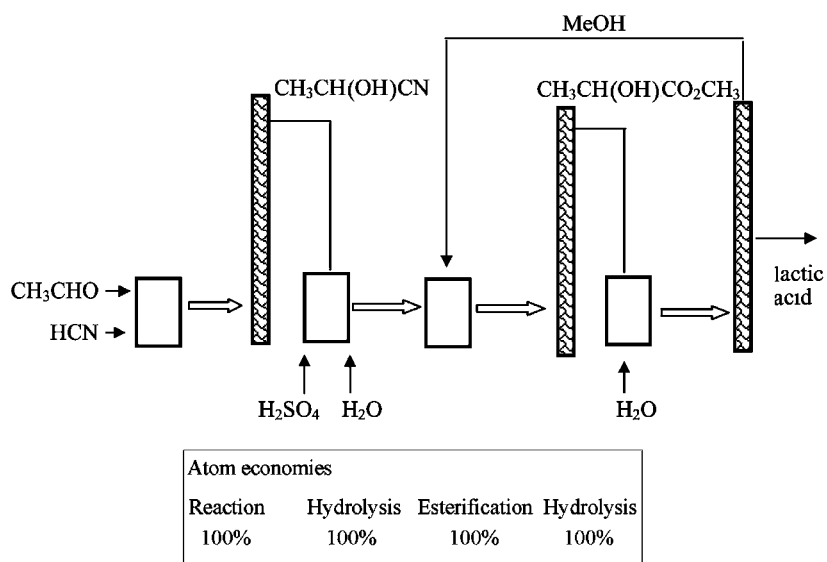 MeOH
CH3CH(OH)CN
CH3CH(OH)CO2CH3
CH3CHO
HCN
lactic
acid
H2SO4 H2O
H2O
Atom economies
Reaction Hydrolysis Esterification Hydrolysis
100% 100% 100% 100%